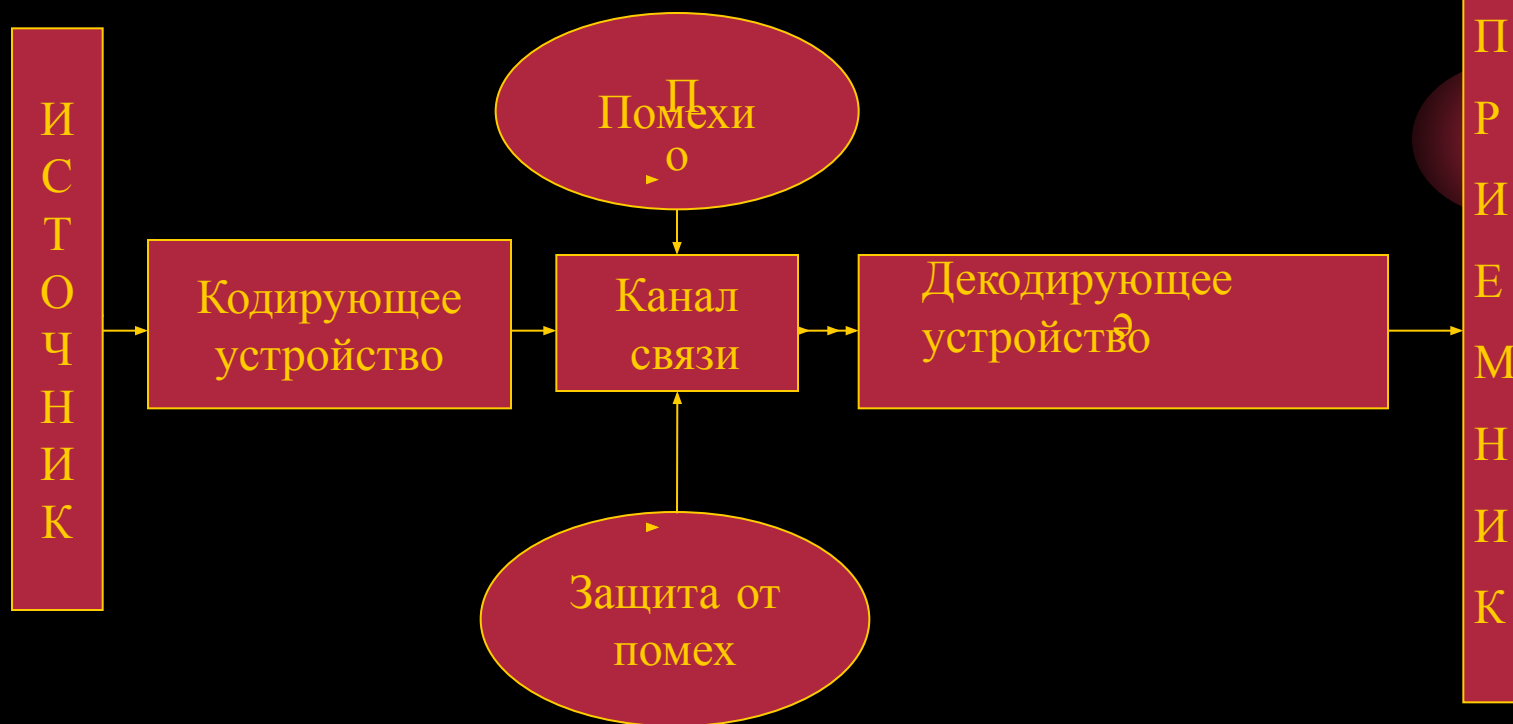 И
С
Т
О
Ч
Н
И
К
Кодирующее
устройство
П
Помехи
о
Канал
связи
Защита от
помех
Декодирующее
устройство
э
П
Р
И
Е
М
Н
И
К